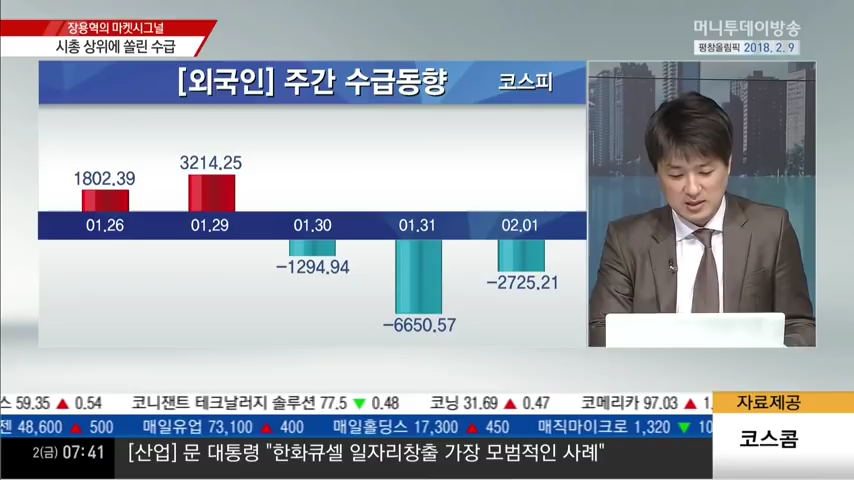 장용혁의 마켓시그널
시총 상위에 쏠린 수급
머니투데이방송
평창올림픽 2018. 2. 9
[외국인] 주간 수급동향 코스피
1802.39
3214.25
01.26 01.29 01.30 01.31 02.01
-1294.94
-6650.57
-2725.21
스 59.35 ▲ 0.54 코니잰트 테크날러지 솔루션 77.5 ▼ 0.48 코닝 31.69 ▲ 0.47 코메리카 97.03 ▲ 1.
젠 48,600 ▲ 500 매일유업 73,100 ▲ 400 매일홀딩스 17,300 ▲ 450 매직마이크로 1,320 ▼ 10
자료제공
코스콤
2(금) 07:41 [산업] 문 대통령 "한화큐셀 일자리창출 가장 모범적인 사례"